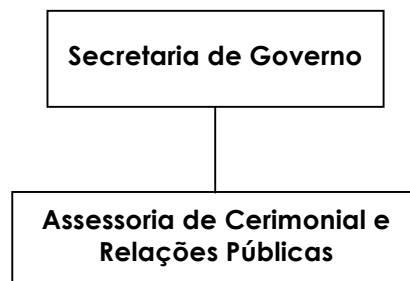 Secretaria de Governo
Assessoria de Cerimonial e
Relações Públicas